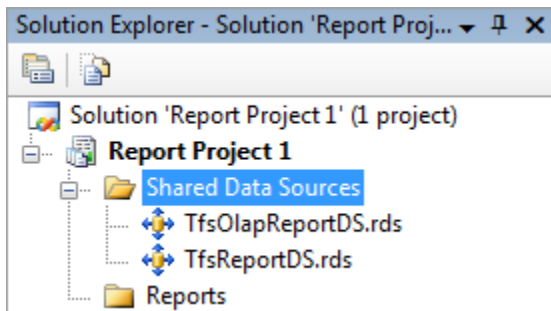 Solution Explorer - Solution 'Report Proj...
Solution 'Report Project 1' (1 project)
Report Project 1
Shared Data Sources
TfsOlapReportDS.rds
TfsReportDS.rds
Reports